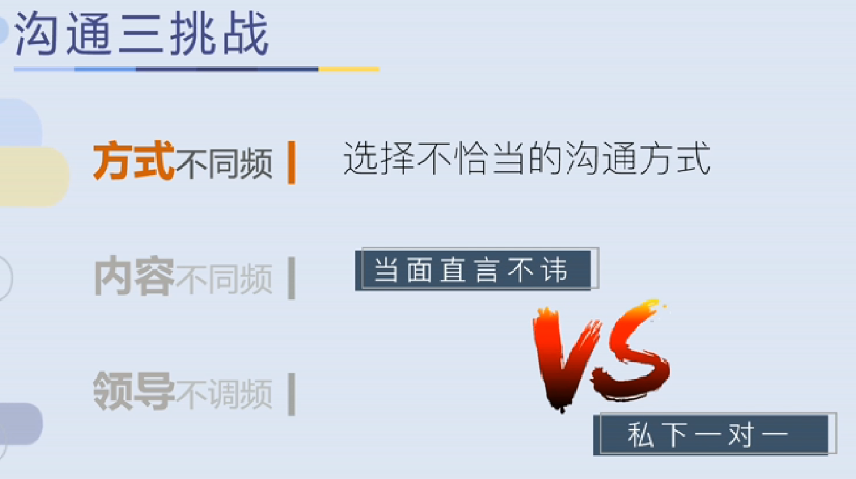 沟通三挑战
方式不同频
选择不恰当的沟通方式
内容不同频
当面直言不讳
VS
领导不调频
私下一对一